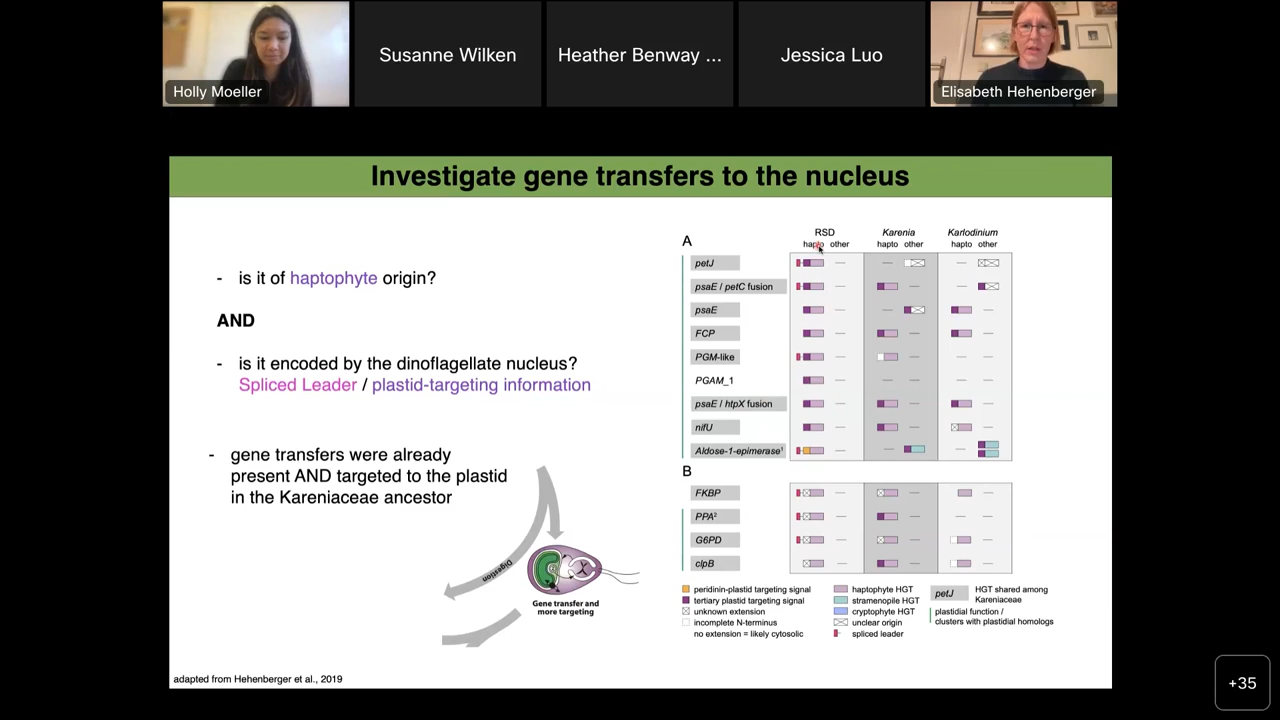 Holly Moeller
Susanne Wilken
Heather Benway ...
Jessica Luo
Elisabeth Hehenberger
Investigate gene transfers to the nucleus
- is it of haptophyte origin?
AND
- is it encoded by the dinoflagellate nucleus?
Spliced Leader / plastid-targeting information
- gene transfers were already
present AND targeted to the plastid
in the Kareniaceae ancestor
Digestion
Gene transfer and
more targeting
A
RSD
Karenia
Karlodinium
hapto other
hapto other
hapto other
petJ
psaE / petC fusion
psaE
FCP
PGM-like
PGAM_1
psaE / htpX fusion
nifU
Aldose-1-epimerase¹
B
FKBP
PPA²
G6PD
clpB
peridinin-plastid targeting signal
tertiary plastid targeting signal
unknown extension
incomplete N-terminus
no extension = likely cytosolic
haptophyte HGT
stramenopile HGT
cryptophyte HGT
unclear origin
spliced leader
petJ
HGT shared among
Kareniaceae
plastidial function /
clusters with plastidial homologs
adapted from Hehenberger et al., 2019
+35